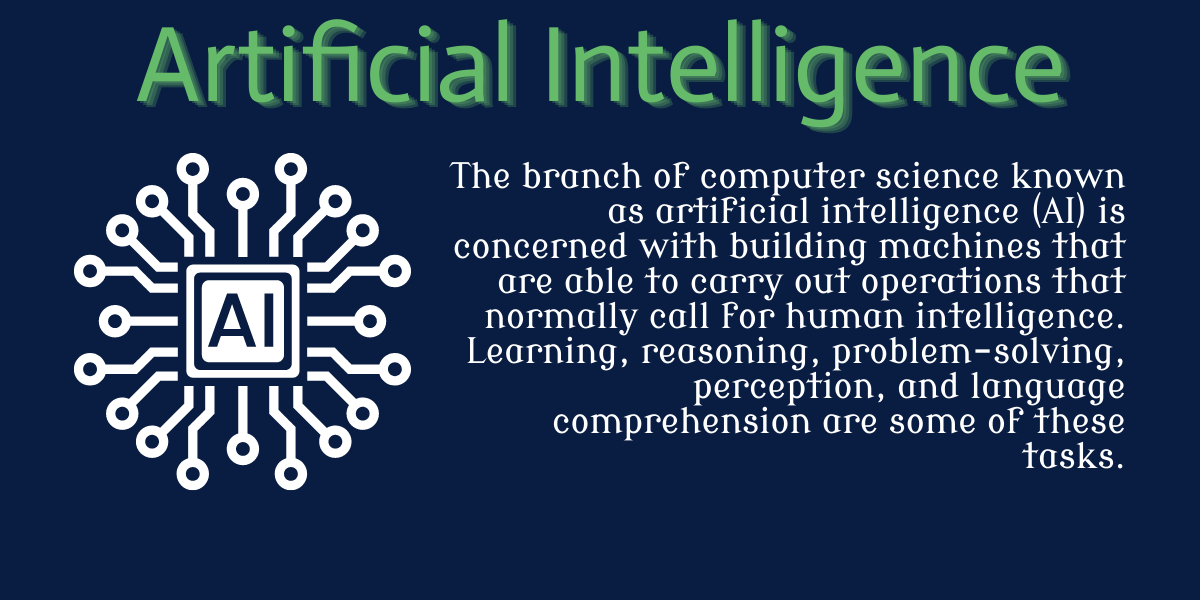 Artificial Intelligence
AI
The branch of computer science known
as artificial intelligence (AI) is
concerned with building machines that
are able to carry out operations that
normally call for human intelligence.
Learning, reasoning, problem-solving,
perception, and language
comprehension are some of these
tasks.